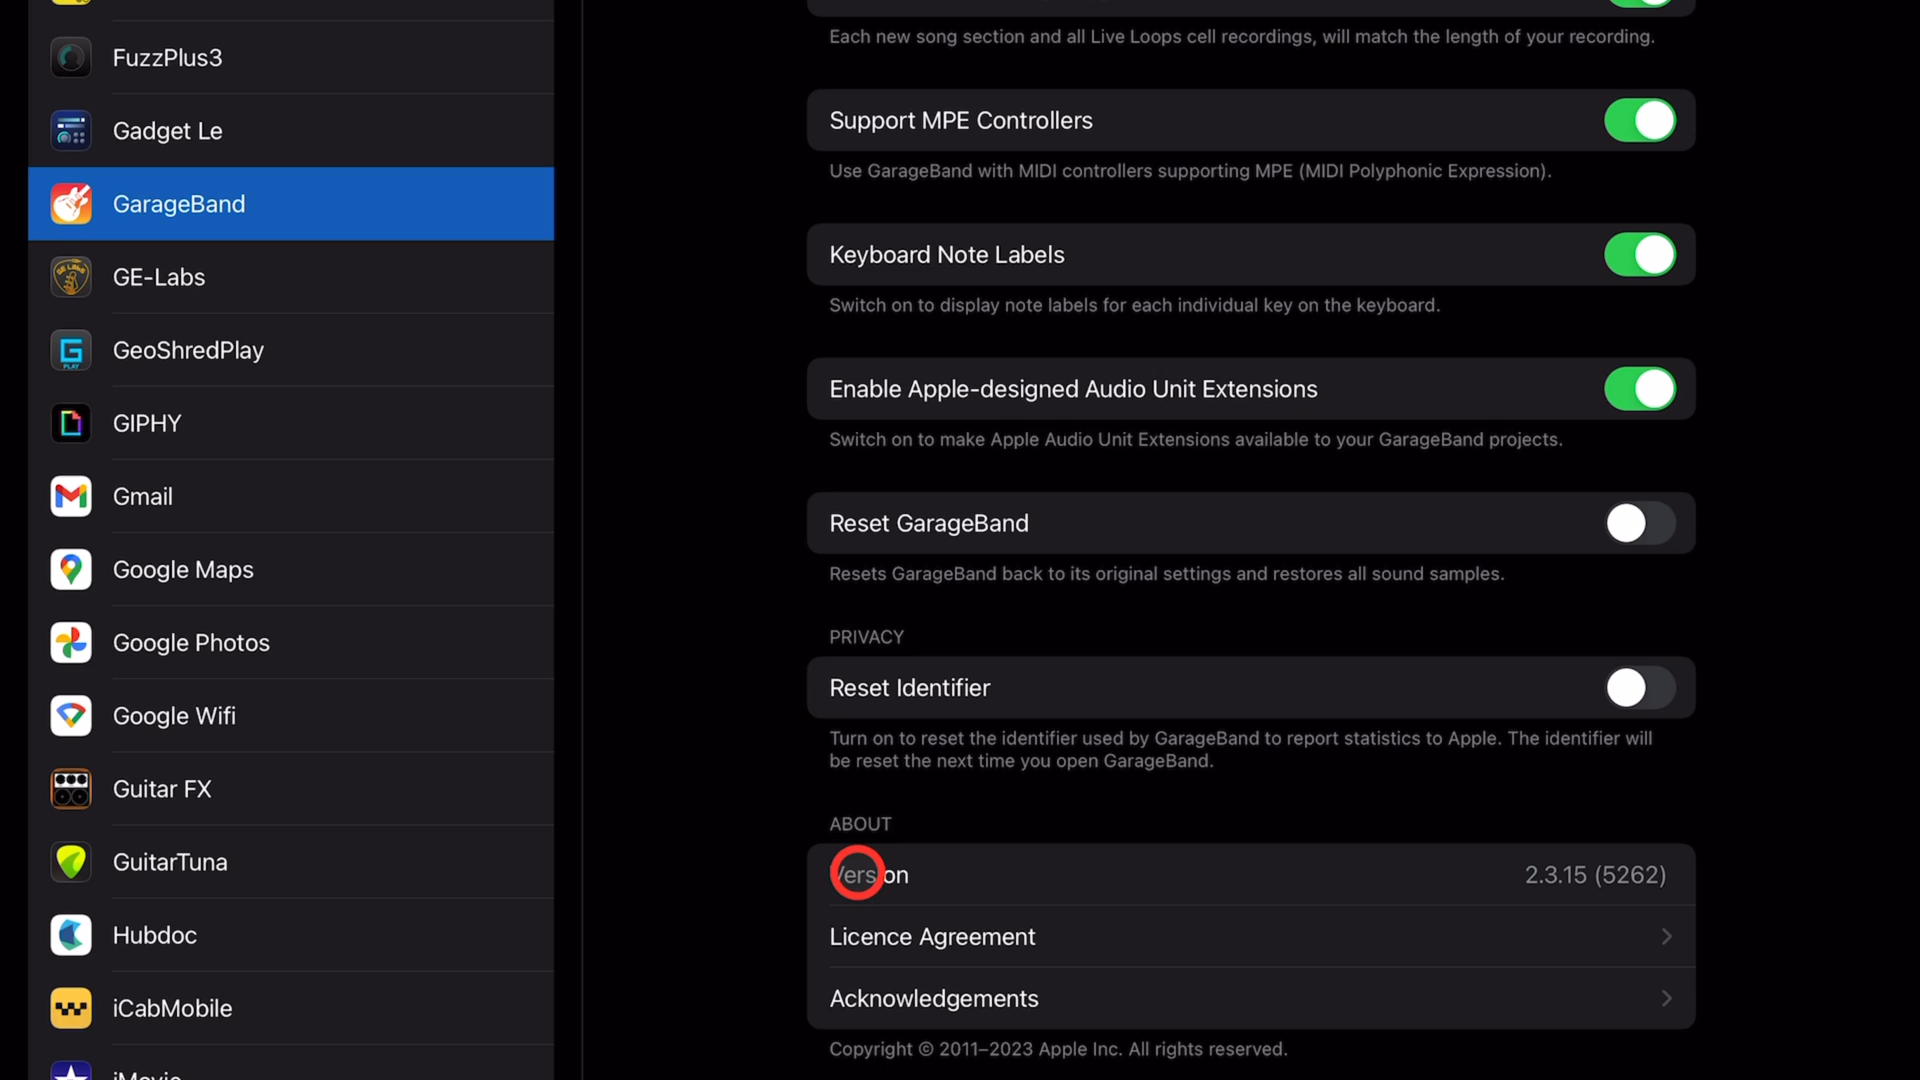 FuzzPlus3
Gadget Le
GarageBand
GE-Labs
GeoShredPlay
GIPHY
Gmail
Google Maps
Google Photos
Google Wifi
Guitar FX
GuitarTuna
Hubdoc
iCabMobile
Each new song section and all Live Loops cell recordings, will match the length of your recording.
Support MPE Controllers
Use GarageBand with MIDI controllers supporting MPE (MIDI Polyphonic Expression).
Keyboard Note Labels
Switch on to display note labels for each individual key on the keyboard.
Enable Apple-designed Audio Unit Extensions
Switch on to make Apple Audio Unit Extensions available to your GarageBand projects.
Reset GarageBand
Resets GarageBand back to its original settings and restores all sound samples.
PRIVACY
Reset Identifier
Turn on to reset the identifier used by GarageBand to report statistics to Apple. The identifier will
be reset the next time you open GarageBand.
ABOUT
Version 2.3.15 (5262)
Licence Agreement
Acknowledgements
Copyright © 2011–2023 Apple Inc. All rights reserved.